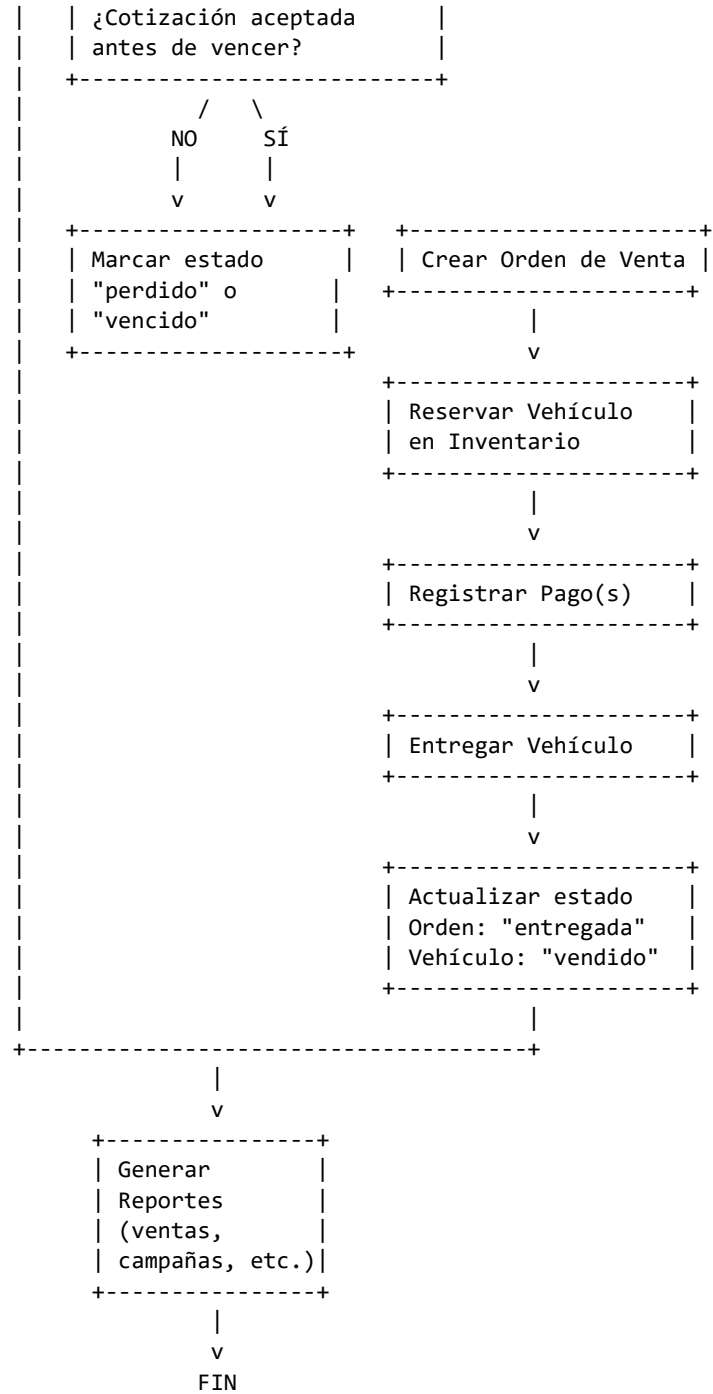 ¿Cotización aceptada
antes de vencer?
NO SÍ
v v
Marcar estado
"perdido" o
"vencido"
Crear Orden de Venta
v
Reservar Vehículo
en Inventario
v
Registrar Pago(s)
v
Entregar Vehículo
v
Actualizar estado
Orden: "entregada"
Vehículo: "vendido"
v
Generar
Reportes
(ventas,
campañas, etc.)
v
FIN